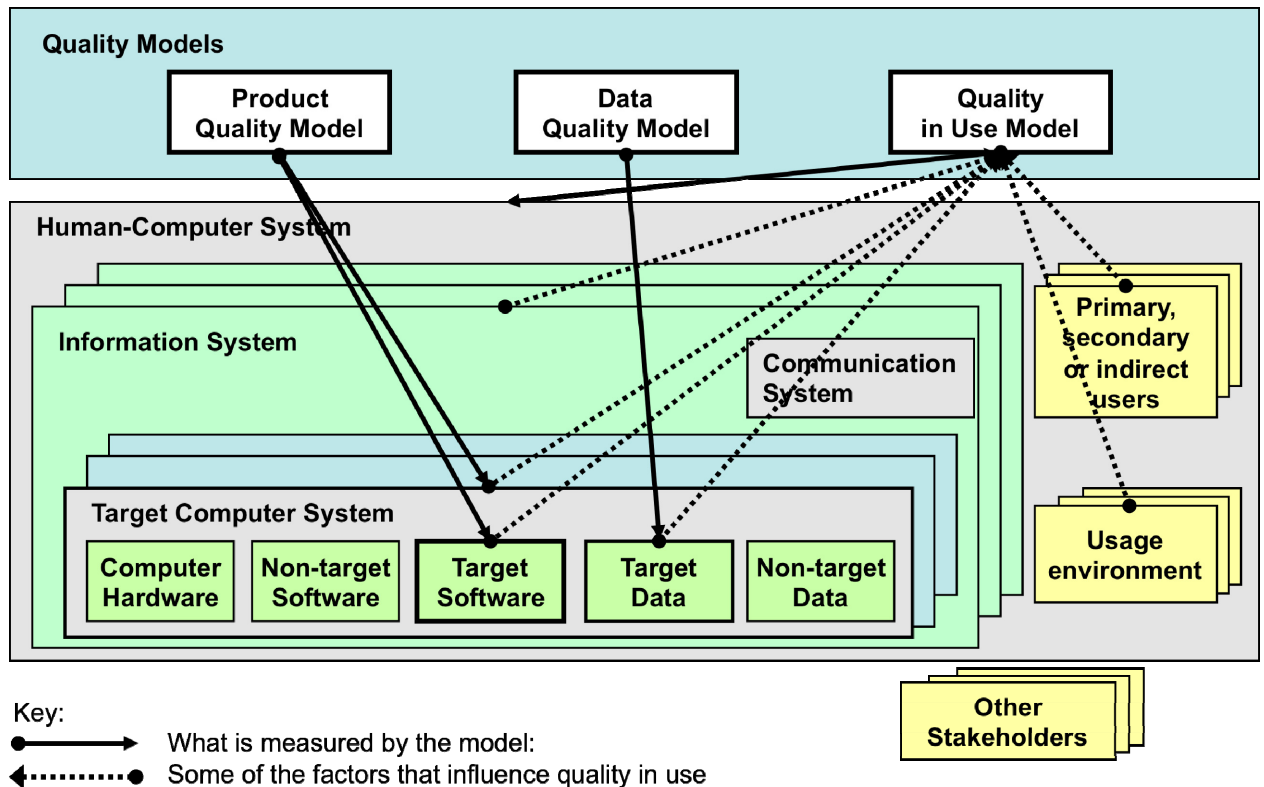 Quality Models
Product
Quality Model
Data
Quality Model
Quality
in Use Model
Human-Computer System
Information System
Communication
System
Primary,
secondary
or indirect
users
Target Computer System
Computer
Hardware
Non-target
Software
Target
Software
Target
Data
Non-target
Data
Usage
environment
Other
Stakeholders
Key:
What is measured by the model:
Some of the factors that influence quality in use